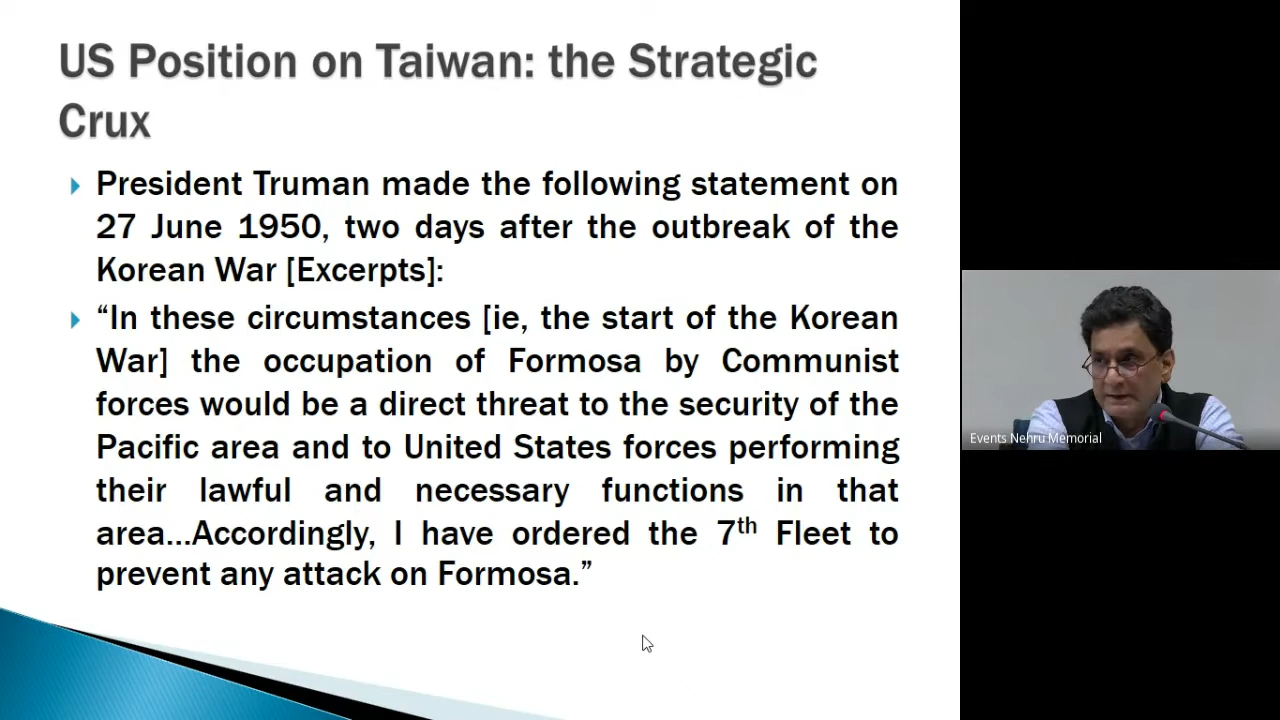 US Position on Taiwan: the Strategic
Crux
President Truman made the following statement on
27 June 1950, two days after the outbreak of the
Korean War [Excerpts]:
“In these circumstances [ie, the start of the Korean
War] the occupation of Formosa by Communist
forces would be a direct threat to the security of the
Pacific area and to United States forces performing
their lawful and necessary functions in that
area...Accordingly, I have ordered the 7th Fleet to
prevent any attack on Formosa.”
Events Nehru Memorial